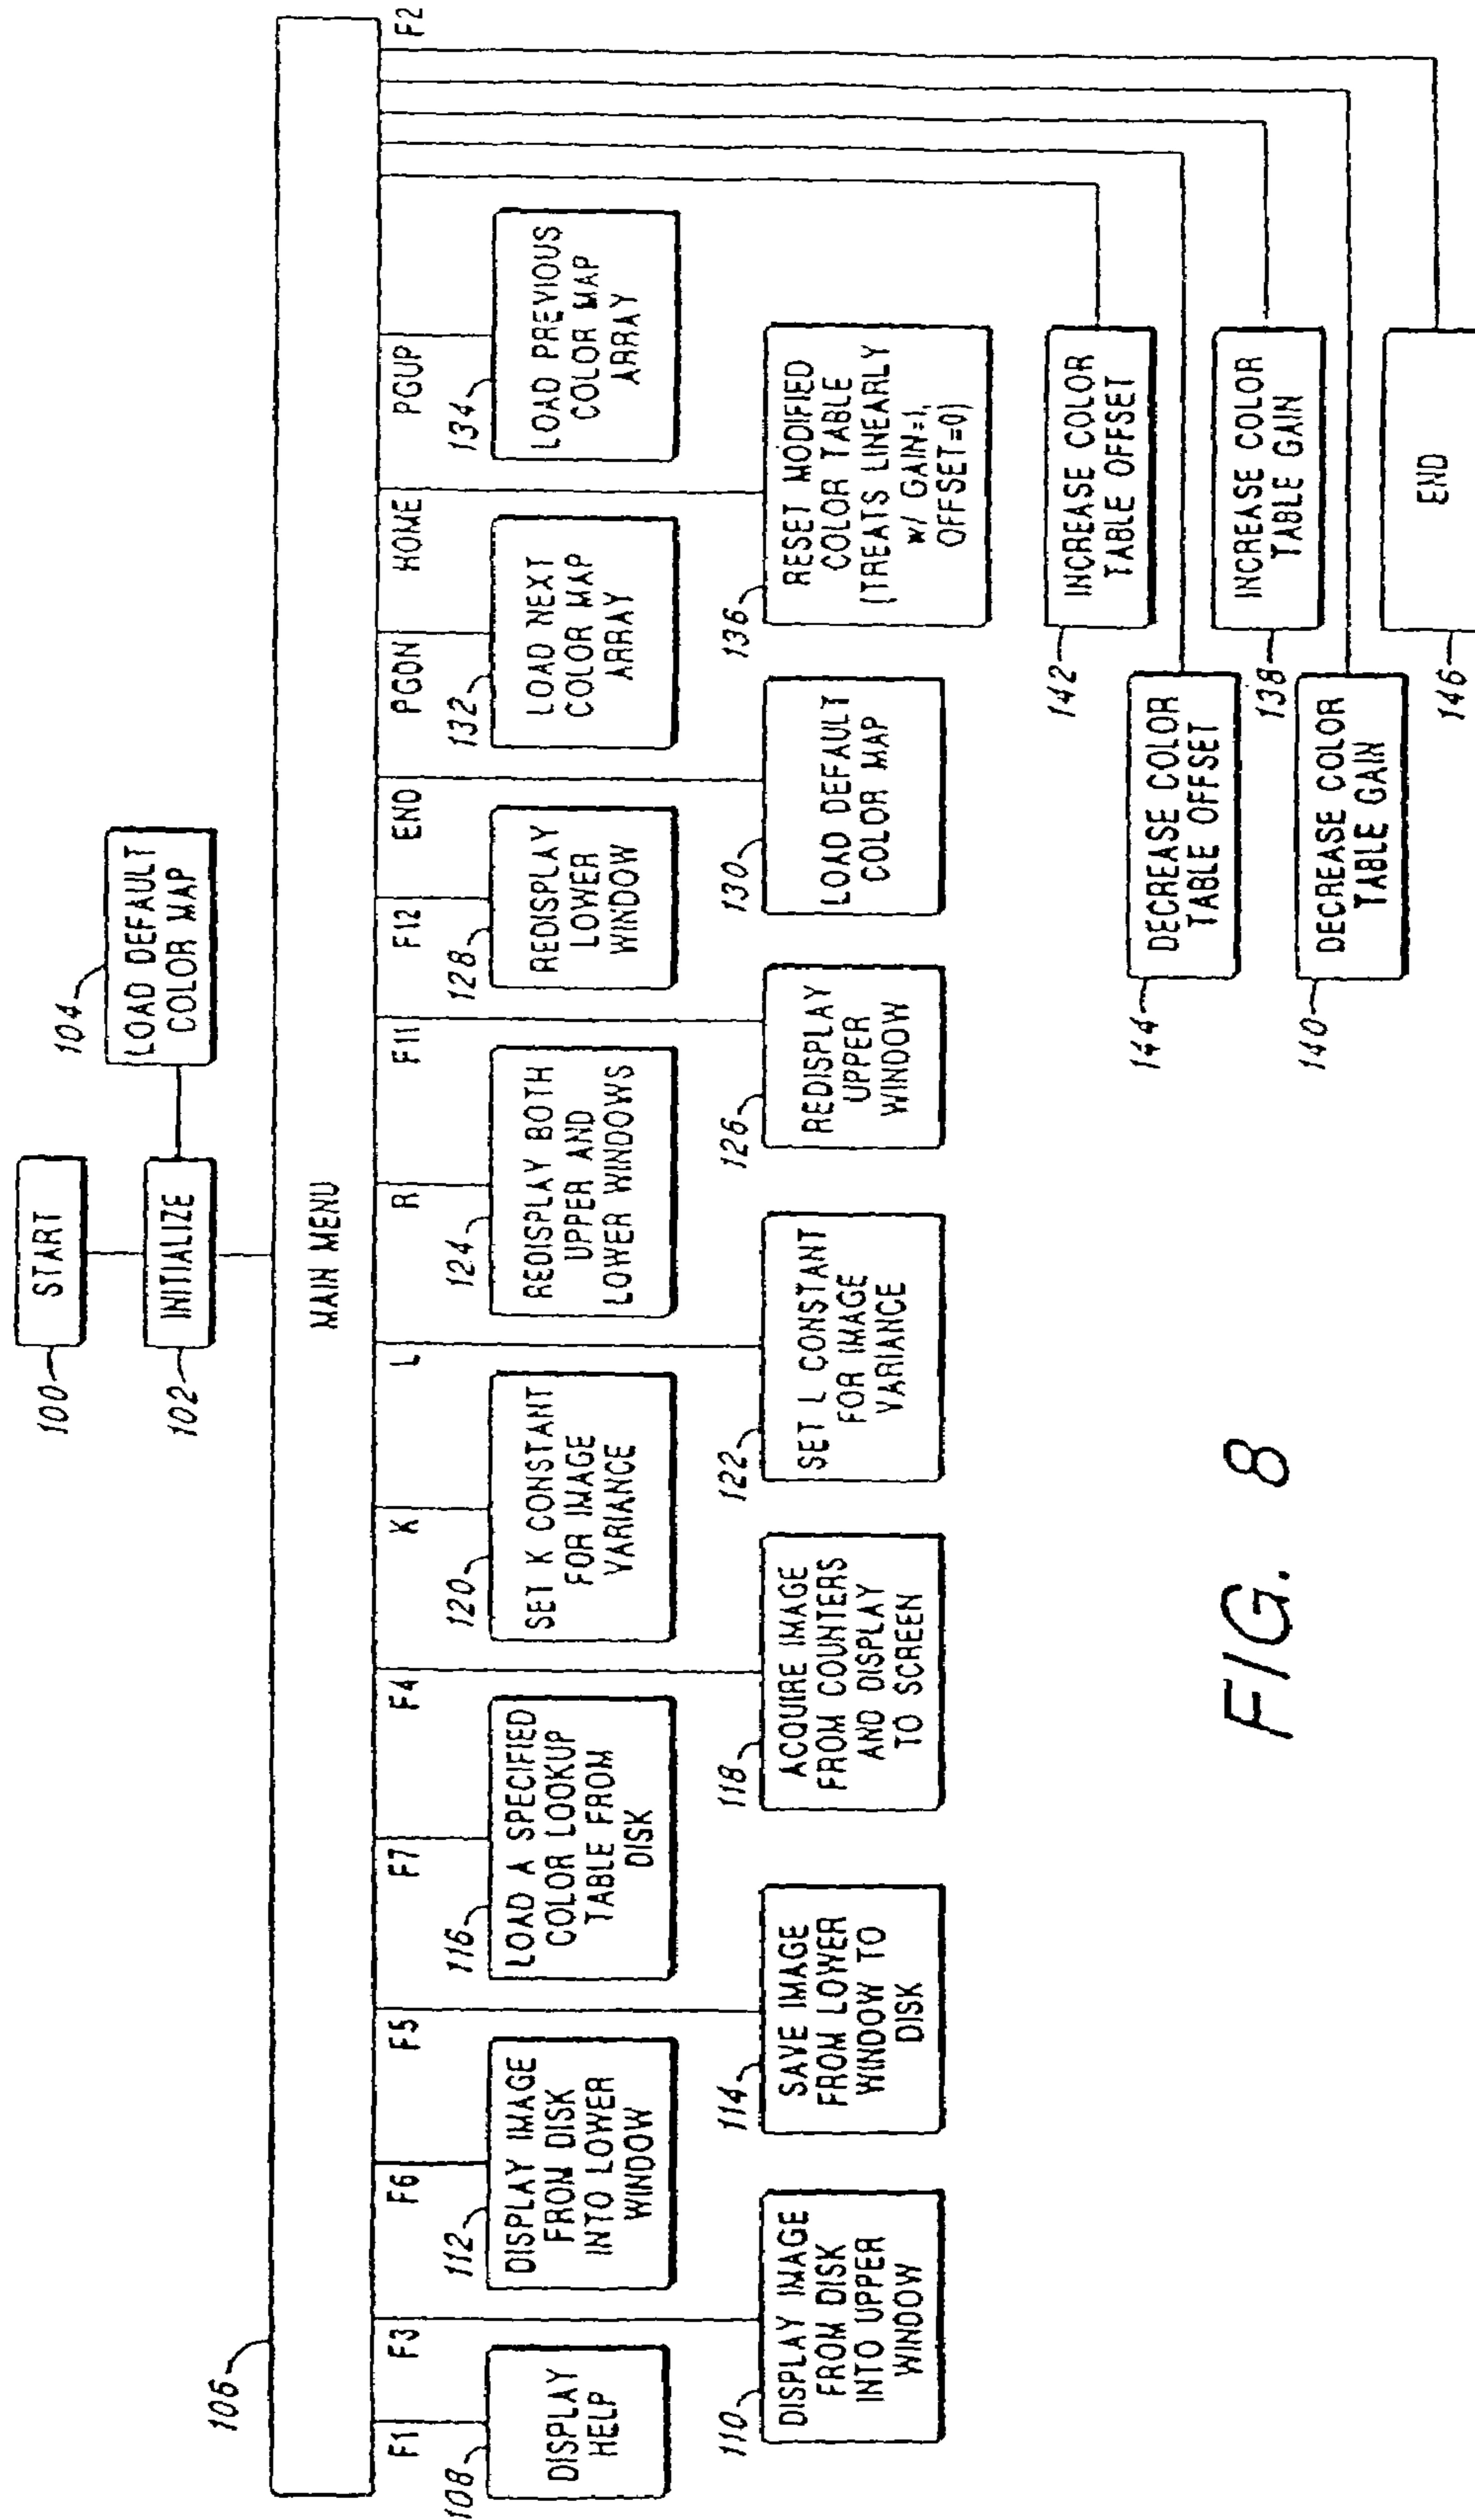 100
START
102
INITIALIZE
104
LOAD DEFAULT
COLOR MAP
106
MAIN MENU
F1
F3
F6
F5
F7
F4
K
L
R
F11
F12
END
PGDN
HOME
PGUP
F2
108
DISPLAY
HELP
112
DISPLAY IMAGE
FROM DISK
INTO LOWER
WINDOW
116
LOAD A SPECIFIED
COLOR LOOKUP
TABLE FROM
DISK
120
SET K CONSTANT
FOR IMAGE
VARIANCE
124
REDISPLAY BOTH
UPPER AND
LOWER WINDOWS
128
REDISPLAY
LOWER
WINDOW
132
LOAD NEXT
COLOR MAP
ARRAY
134
LOAD PREVIOUS
COLOR MAP
ARRAY
110
DISPLAY IMAGE
FROM DISK
INTO UPPER
WINDOW
114
SAVE IMAGE
FROM LOWER
WINDOW TO
DISK
118
ACQUIRE IMAGE
FROM COUNTERS
AND DISPLAY
TO SCREEN
122
SET L CONSTANT
FOR IMAGE
VARIANCE
126
REDISPLAY
UPPER
WINDOW
130
LOAD DEFAULT
COLOR MAP
136
RESET MODIFIED
COLOR TABLE
(TREATS LINEARLY
W/ GAIN=1,
OFFSET=0)
142
INCREASE COLOR
TABLE OFFSET
144
DECREASE COLOR
TABLE OFFSET
138
INCREASE COLOR
TABLE GAIN
140
DECREASE COLOR
TABLE GAIN
146
END
FIG. 8